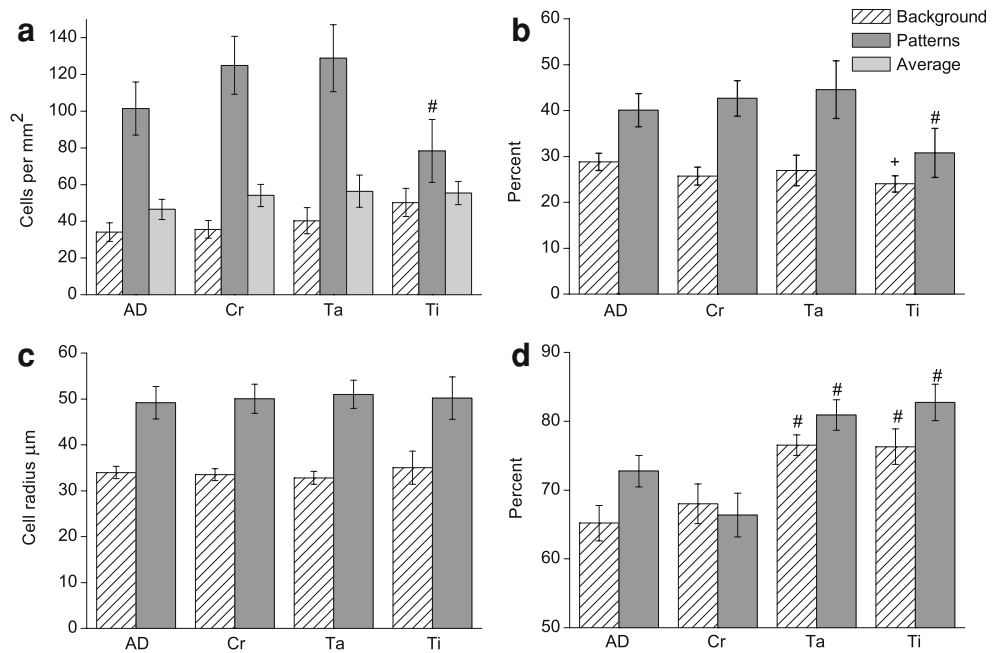 a
Cells per mm²
140
120
100
80
60
40
20
0
#
AD Cr Ta Ti
b
Background
Patterns
Average
Percent
60
50
40
30
20
10
0
+ #
AD Cr Ta Ti
c
Cell radius µm
60
50
40
30
20
10
0
AD Cr Ta Ti
d
Percent
90
80
70
60
50
# # # #
AD Cr Ta Ti